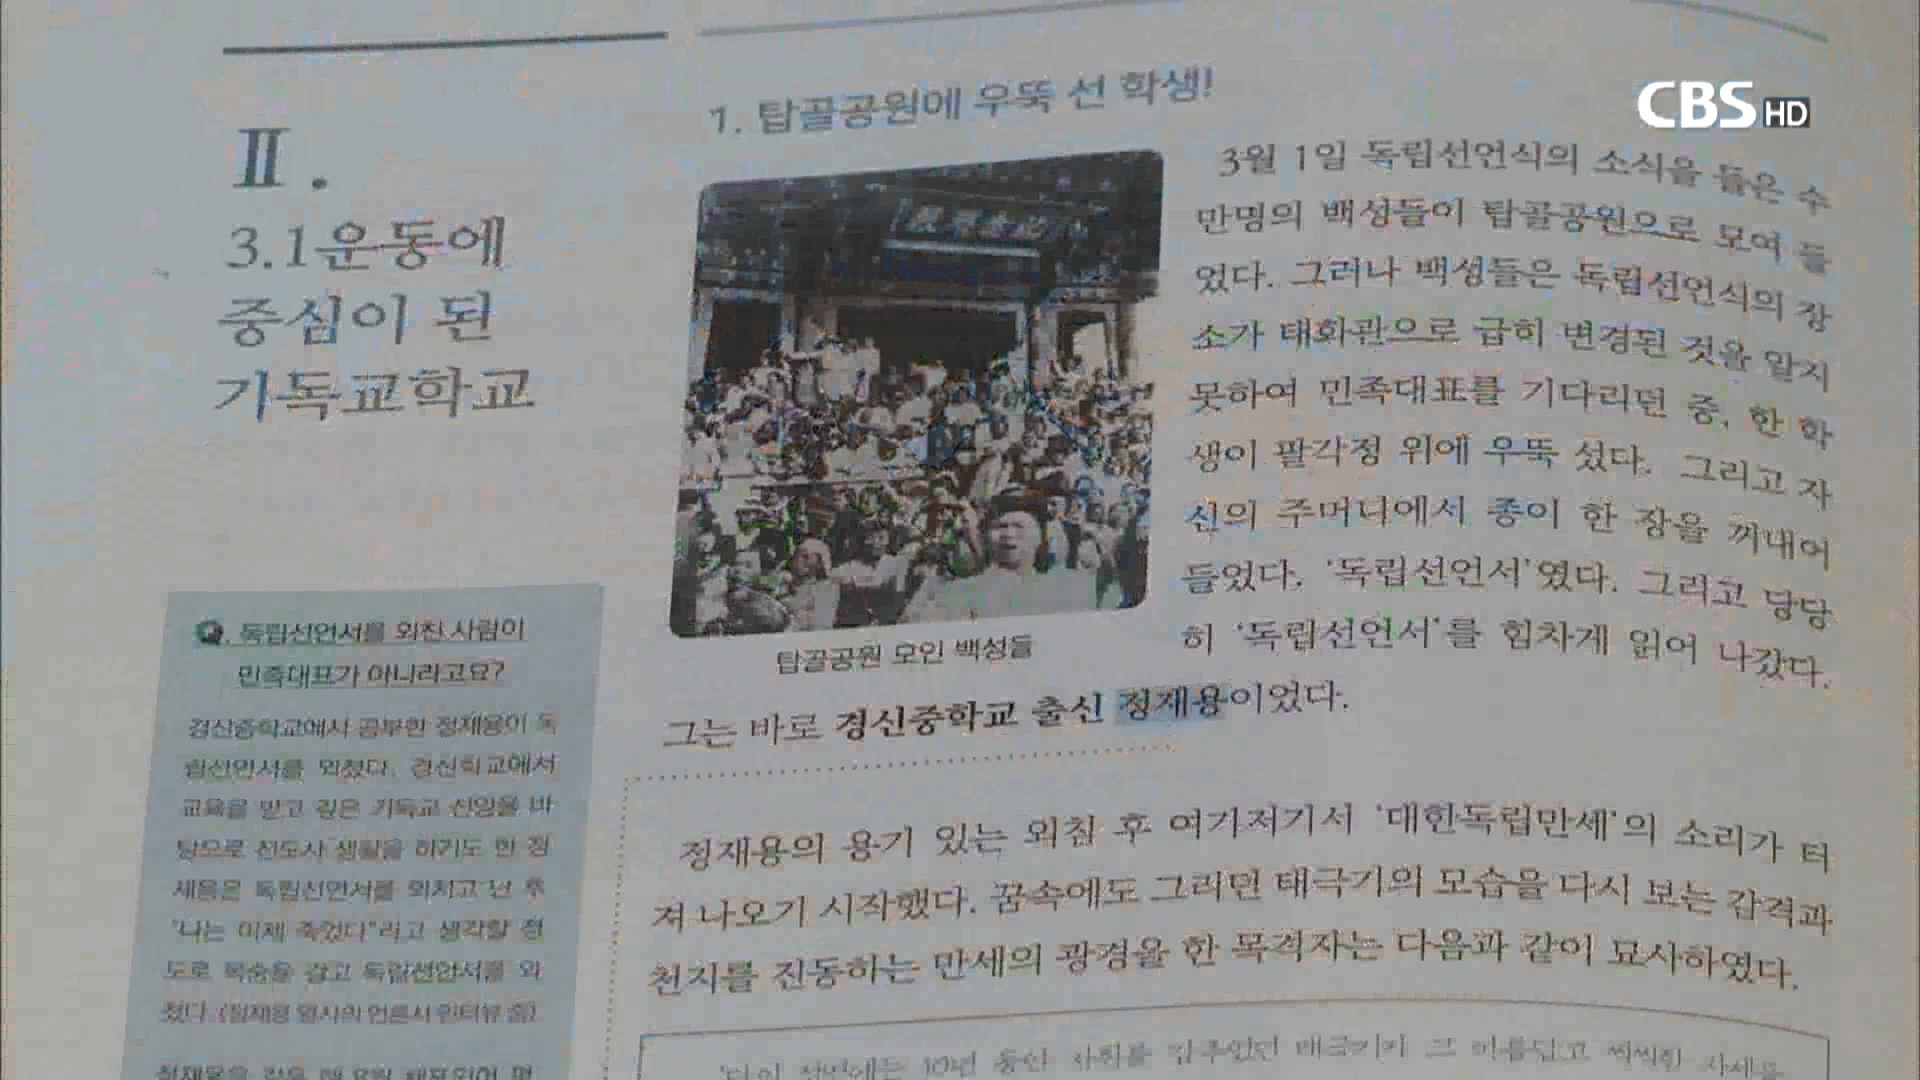 CBS HD
II.
3.1운동에
중심이 된
기독교학교
1. 탑골공원에 우뚝 선 학생!
3월 1일 독립선언식의 소식을 들은 수
만명의 백성들이 탑골공원으로 모여 들
었다. 그러나 백성들은 독립선언식의 장
소가 태화관으로 급히 변경된 것을 알지
못하여 민족대표를 기다리던 중, 한 학
생이 팔각정 위에 우뚝 섰다. 그리고 자
신의 주머니에서 종이 한 장을 꺼내어
들었다. '독립선언서'였다. 그리고 당당
히 '독립선언서'를 힘차게 읽어 나갔다.
탑골공원 모인 백성들
그는 바로 경신중학교 출신 정재용이었다.
정재용의 용기 있는 외침 후 여기저기서 '대한독립만세'의 소리가 터
져 나오기 시작했다. 꿈속에도 그리던 태극기의 모습을 다시 보는 감격과
천지를 진동하는 만세의 광경을 한 목격자는 다음과 같이 묘사하였다.
Q. 독립선언서를 외친 사람이
민족대표가 아니라고요?
경신중학교에서 공부한 정재용이 독
립선언서를 외쳤다. 경신학교에서
교육을 받고 깊은 기독교 신앙을 바
탕으로 전도사 생활을 하기도 한 정
재용은 독립선언서를 외치고 난 후
"나는 이제 죽었다"라고 생각할 정
도로 목숨을 걸고 독립선언서를 외
쳤다. (정재용 열사의 언론사 인터뷰 중)